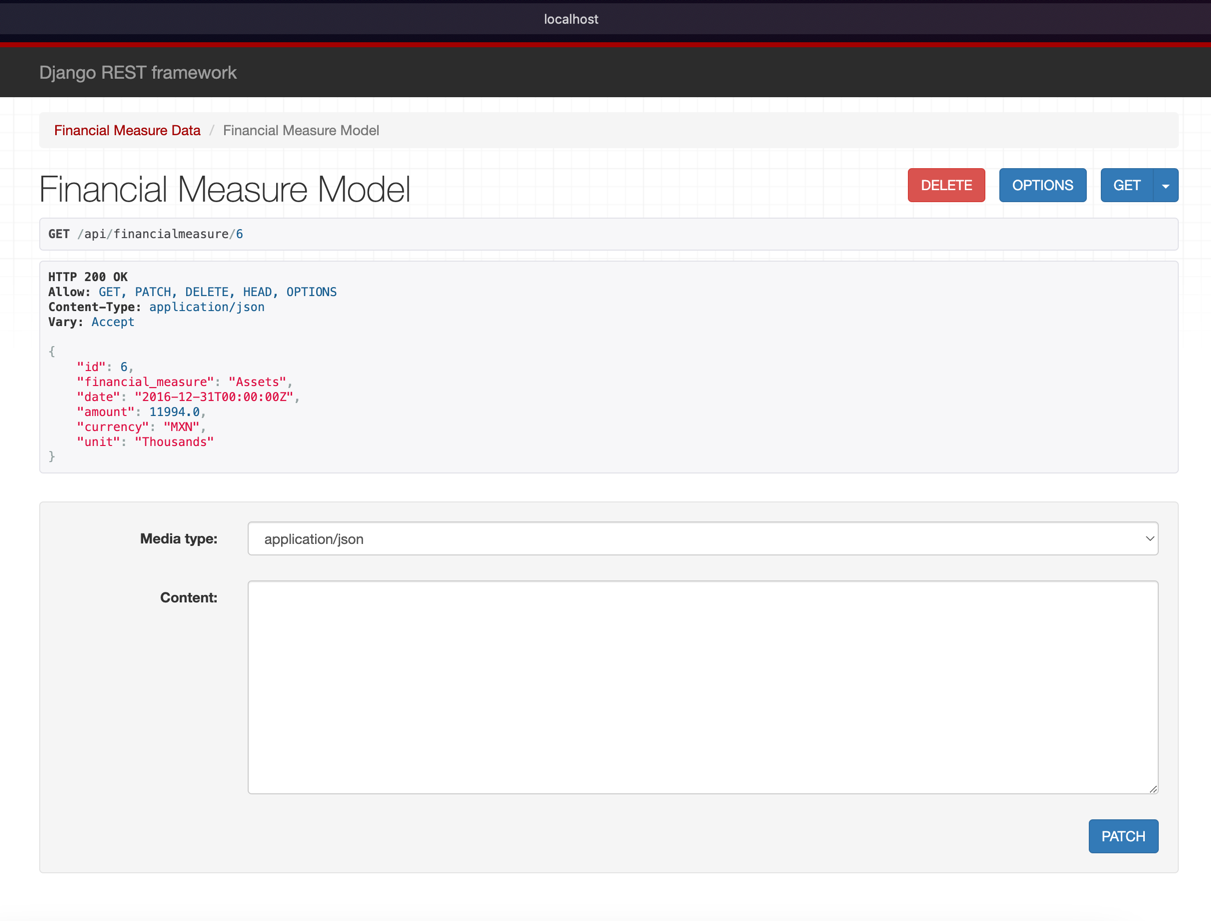 localhost
Django REST framework
Financial Measure Data / Financial Measure Model
Financial Measure Model
DELETE OPTIONS GET
GET /api/financialmeasure/6
HTTP 200 OK
Allow: GET, PATCH, DELETE, HEAD, OPTIONS
Content-Type: application/json
Vary: Accept
{
    "id": 6,
    "financial_measure": "Assets",
    "date": "2016-12-31T00:00:00Z",
    "amount": 11994.0,
    "currency": "MXN",
    "unit": "Thousands"
}
Media type: application/json
Content:
PATCH